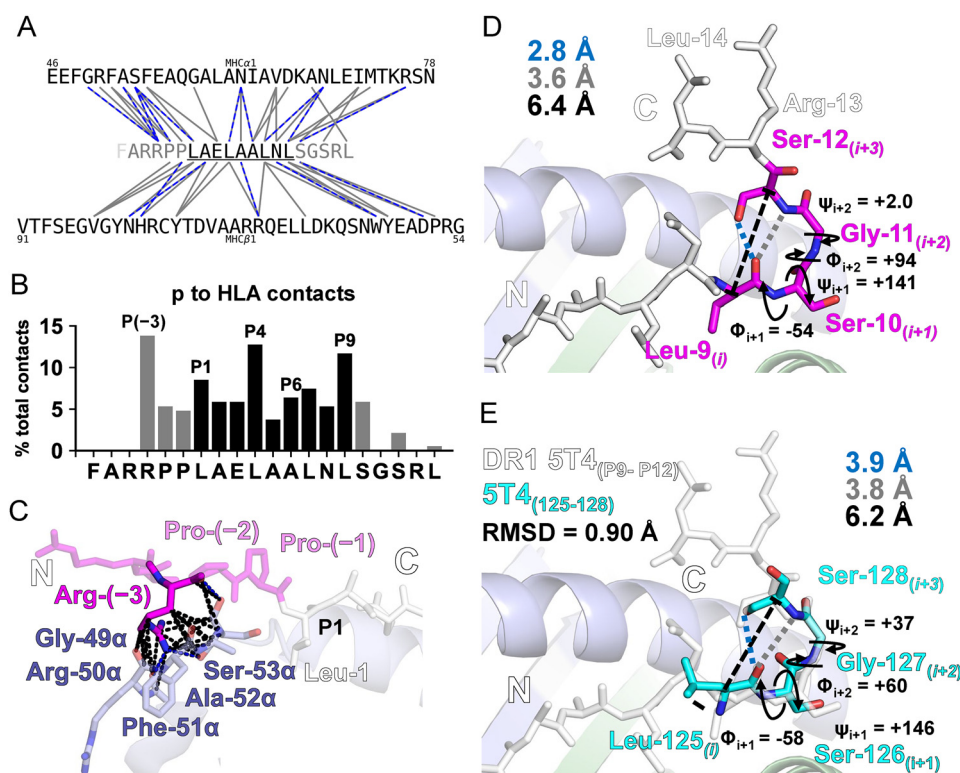 A
46 MHCα1 78
EEFGRFASFEAQGALANIAVDKANLEIMTKRSN
FARRPPLAELAALNLSGSRL
VTFSEGVGYNHRCYTDVAARRQELLDKQSNWYEADPRG
91 MHCβ1 54
B
p to HLA contacts
% total contacts
15
10
5
0
P(−3) P1 P4 P6 P9
F A R R P P L A E L A A L N L S G S R L
C
Pro-(−2)
Pro-(−1)
N
C
Arg-(−3)
P1
Gly-49α
Leu-1
Arg-50α
Ser-53α
Ala-52α
Phe-51α
D
2.8 Å
3.6 Å
6.4 Å
Leu-14
C
Arg-13
Ser-12(i+3)
Ψi+2 = +2.0
Gly-11(i+2)
Φi+2 = +94
Ψi+1 = +141
N
Ser-10(i+1)
Φi+1 = -54
Leu-9(i)
E
DR1 5T4(P9- P12)
5T4(125-128)
RMSD = 0.90 Å
3.9 Å
3.8 Å
6.2 Å
C
Ser-128(i+3)
Ψi+2 = +37
Gly-127(i+2)
N
Φi+2 = +60
Leu-125(i)
Φi+1 = -58
Ψi+1 = +146
Ser-126(i+1)